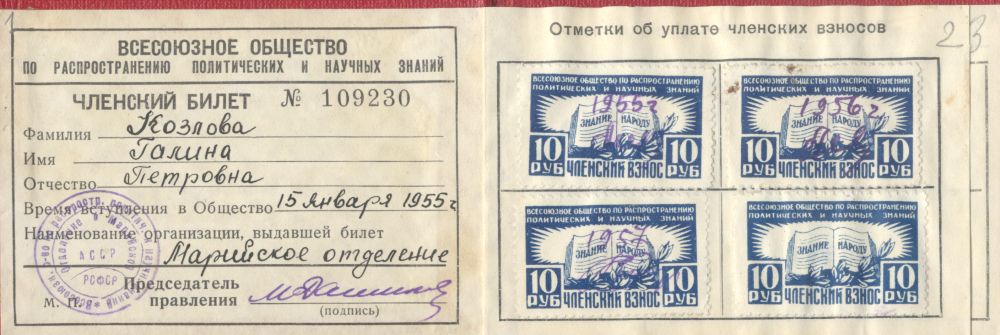 1
ВСЕСОЮЗНОЕ ОБЩЕСТВО
ПО РАСПРОСТРАНЕНИЮ ПОЛИТИЧЕСКИХ И НАУЧНЫХ ЗНАНИЙ
ЧЛЕНСКИЙ БИЛЕТ № 109230
Фамилия Козлова
Имя Галина
Отчество Петровна
Время вступления в Общество 15 января 1955 г
Наименование организации, выдавшей билет
Марийское отделение
Председатель
М. П. правления
(подпись)
АССР
РСФСР
Отметки об уплате членских взносов
23
ВСЕСОЮЗНОЕ ОБЩЕСТВО ПО РАСПРОСТРАНЕНИЮ
ПОЛИТИЧЕСКИХ И НАУЧНЫХ ЗНАНИЙ
1955 г
ЗНАНИЕ НАРОДУ
10 РУБ ЧЛЕНСКИЙ ВЗНОС 10 РУБ
ВСЕСОЮЗНОЕ ОБЩЕСТВО ПО РАСПРОСТРАНЕНИЮ
ПОЛИТИЧЕСКИХ И НАУЧНЫХ ЗНАНИЙ
1956 г
ЗНАНИЕ НАРОДУ
10 РУБ ЧЛЕНСКИЙ ВЗНОС 10 РУБ
ВСЕСОЮЗНОЕ ОБЩЕСТВО ПО РАСПРОСТРАНЕНИЮ
ПОЛИТИЧЕСКИХ И НАУЧНЫХ ЗНАНИЙ
1957
ЗНАНИЕ НАРОДУ
10 РУБ ЧЛЕНСКИЙ ВЗНОС 10 РУБ
ВСЕСОЮЗНОЕ ОБЩЕСТВО ПО РАСПРОСТРАНЕНИЮ
ПОЛИТИЧЕСКИХ И НАУЧНЫХ ЗНАНИЙ
ЗНАНИЕ НАРОДУ
10 РУБ ЧЛЕНСКИЙ ВЗНОС 10 РУБ